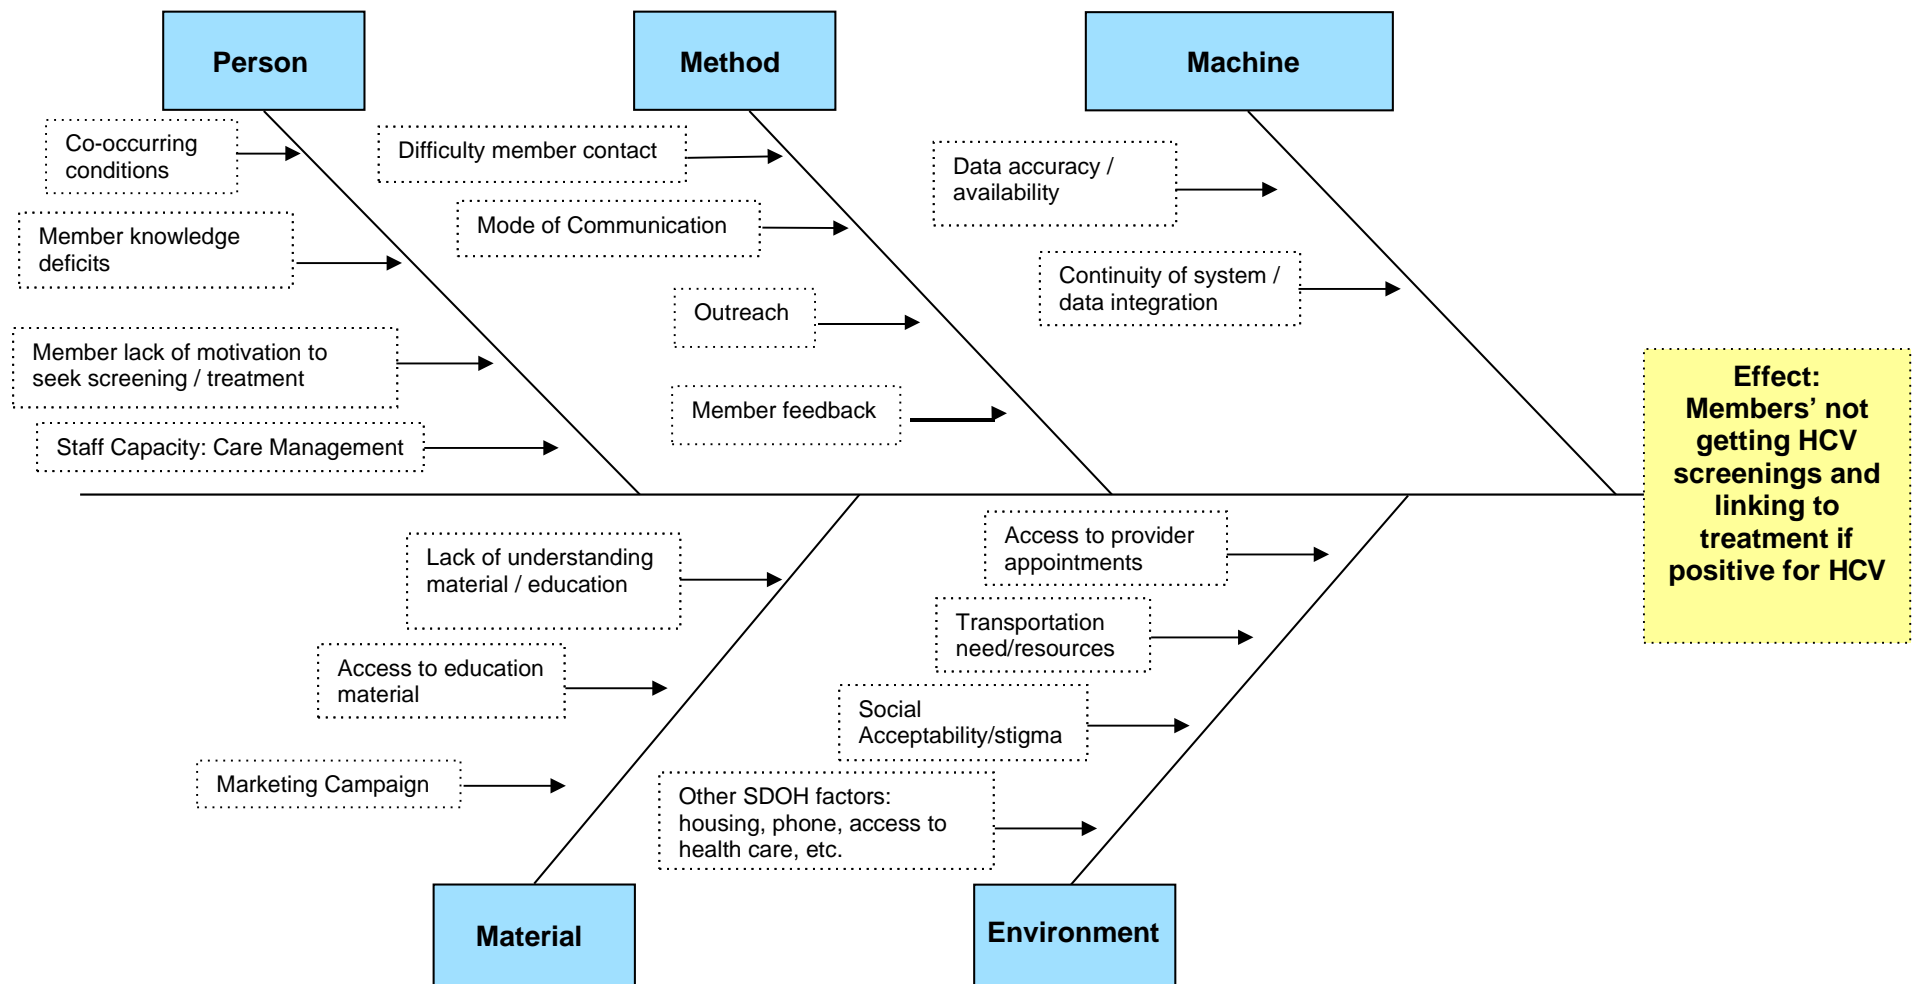 Person
Method
Machine
Co-occurring
conditions
Member knowledge
deficits
Member lack of motivation to
seek screening / treatment
Staff Capacity: Care Management
Difficulty member contact
Mode of Communication
Outreach
Member feedback
Data accuracy /
availability
Continuity of system /
data integration
Effect:
Members’ not
getting HCV
screenings and
linking to
treatment if
positive for HCV
Lack of understanding
material / education
Access to education
material
Marketing Campaign
Access to provider
appointments
Transportation
need/resources
Social
Acceptability/stigma
Other SDOH factors:
housing, phone, access to
health care, etc.
Material
Environment